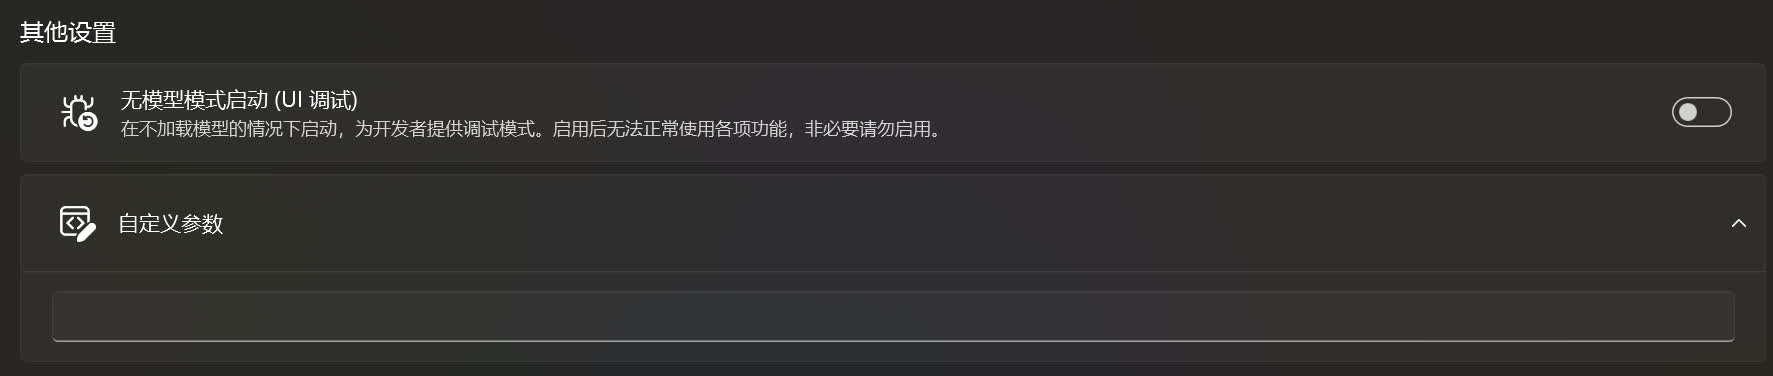 其他设置
无模型模式启动 (UI 调试)
在不加载模型的情况下启动，为开发者提供调试模式。启用后无法正常使用各项功能，非必要请勿启用。
自定义参数